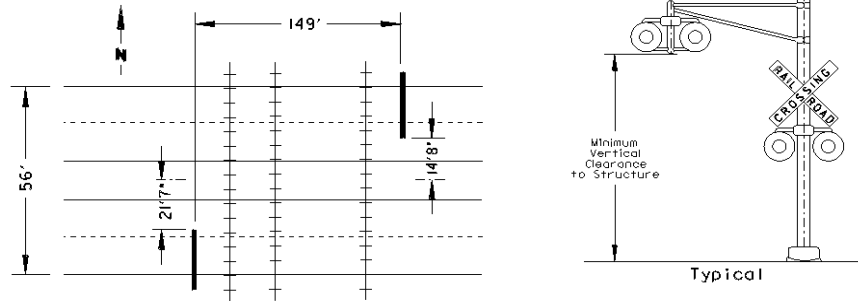 149'
N
56'
21'7"
14'8"
RAIL ROAD
CROSSING
Minimum
Vertical
Clearance
to Structure
Typical